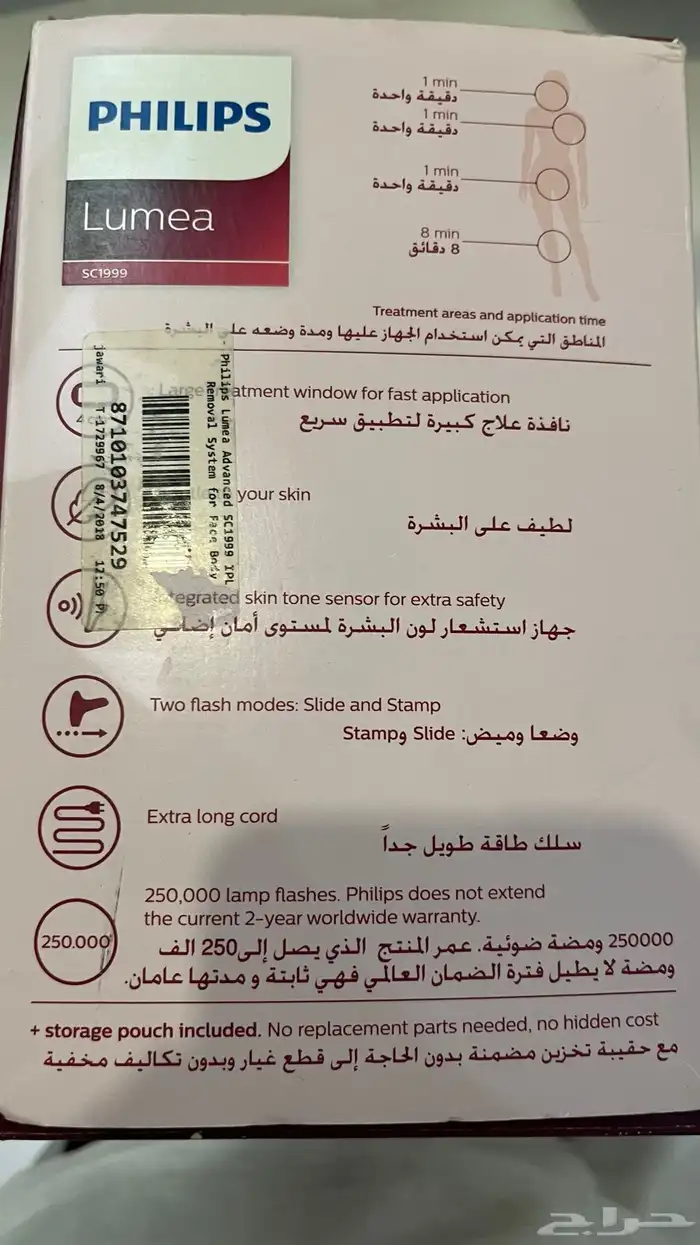 PHILIPS
Lumea
SC1999
1 min
دقيقة واحدة
1 min
دقيقة واحدة
1 min
دقيقة واحدة
8 min
8 دقائق
Treatment areas and application time
المناطق التي يمكن استخدام الجهاز عليها ومدة وضعه على البشرة
Philips Lumea Advanced SC1999 IPL
Removal System for Face Body
8710103747529
jawari T-1729967 8/4/2018 12:50
Large treatment window for fast application
نافذة علاج كبيرة لتطبيق سريع
your skin
لطيف على البشرة
tegrated skin tone sensor for extra safety
جهاز استشعار لون البشرة لمستوى أمان إضافي
Two flash modes: Slide and Stamp
وضعا وميض: Slide وStamp
Extra long cord
سلك طاقة طويل جداً
250.000
250,000 lamp flashes. Philips does not extend
the current 2-year worldwide warranty.
250000 ومضة ضوئية. عمر المنتج الذي يصل إلى250 الف
ومضة لا يطيل فترة الضمان العالمي فهي ثابتة و مدتها عامان.
+ storage pouch included. No replacement parts needed, no hidden cost
مع حقيبة تخزين مضمنة بدون الحاجة إلى قطع غيار وبدون تكاليف مخفية
حراج